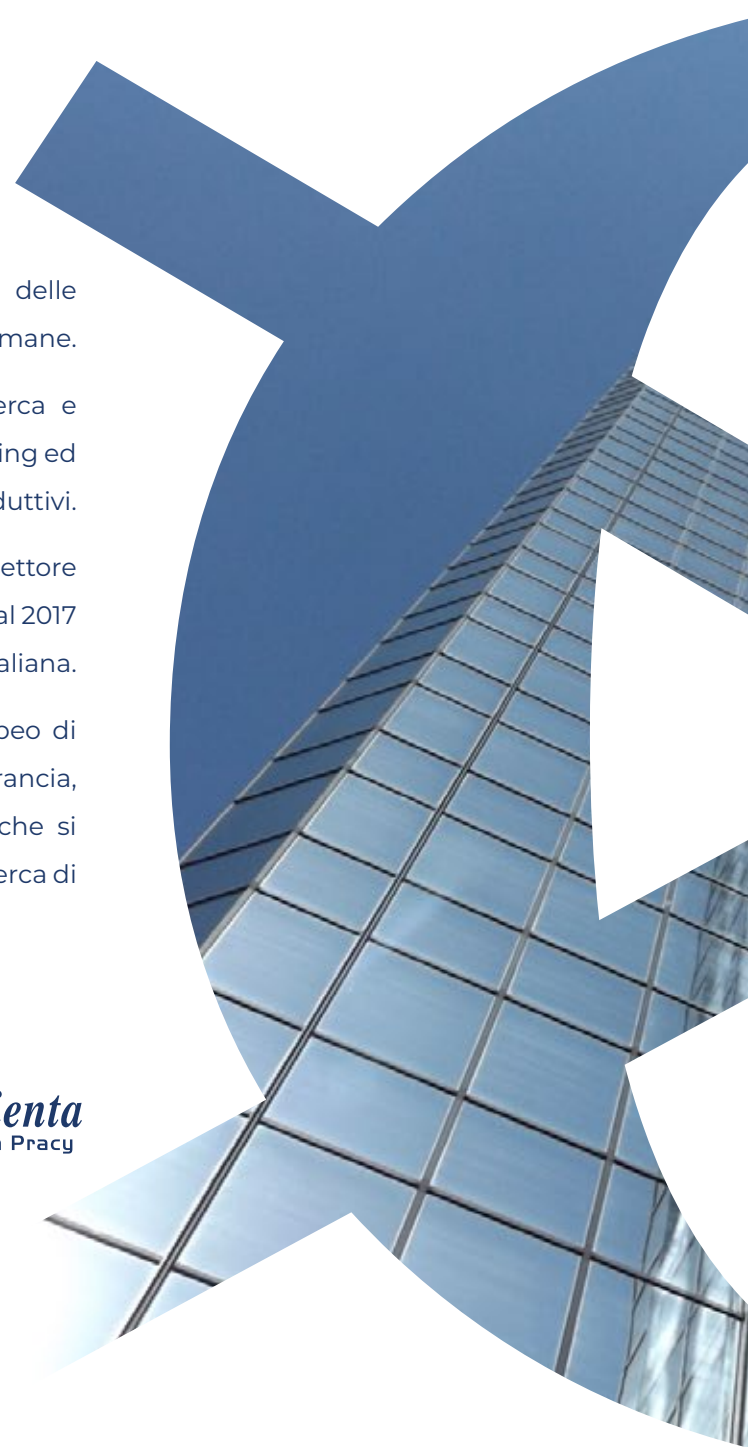 delle
mane.
erca e
ing ed
duttivi.
ettore
al 2017
aliana.
peo di
rancia,
che si
erca di
enta
Pracy